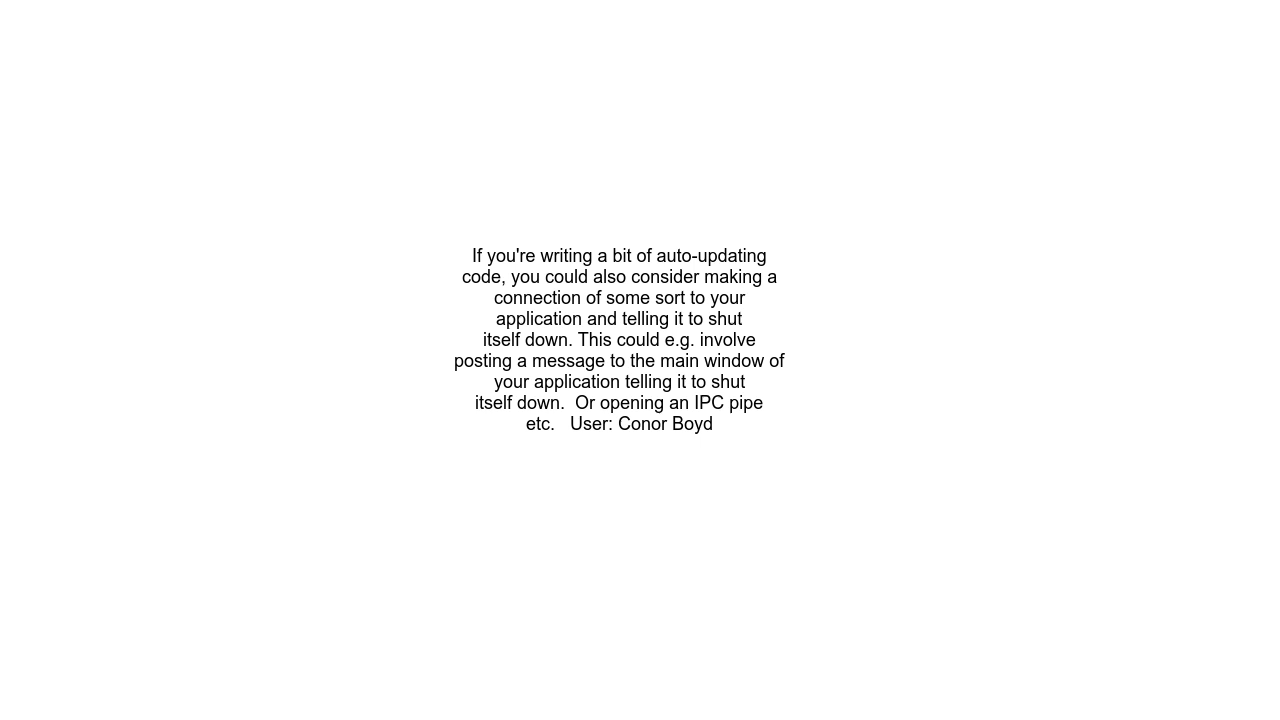 If you're writing a bit of auto-updating
code, you could also consider making a
connection of some sort to your
application and telling it to shut
itself down. This could e.g. involve
posting a message to the main window of
your application telling it to shut
itself down.  Or opening an IPC pipe
etc.   User: Conor Boyd